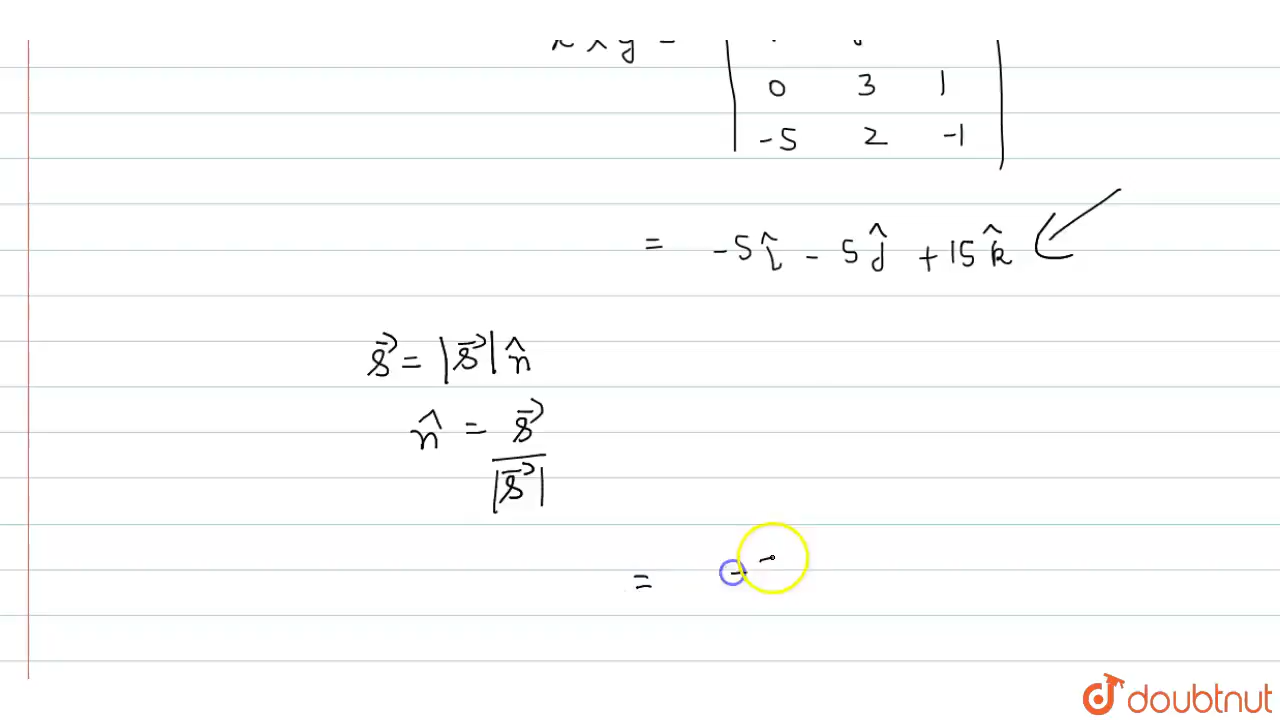 x × y =
0 3 1
-5 2 -1
= -5î - 5ĵ + 15k̂
s⃗ = |s⃗| n̂
n̂ = s⃗ / |s⃗|
= -
doubtnut